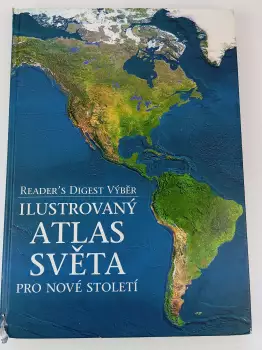 READER'S DIGEST VÝBĚR
ILUSTROVANÝ
ATLAS
SVĚTA
PRO NOVÉ STOLETÍ